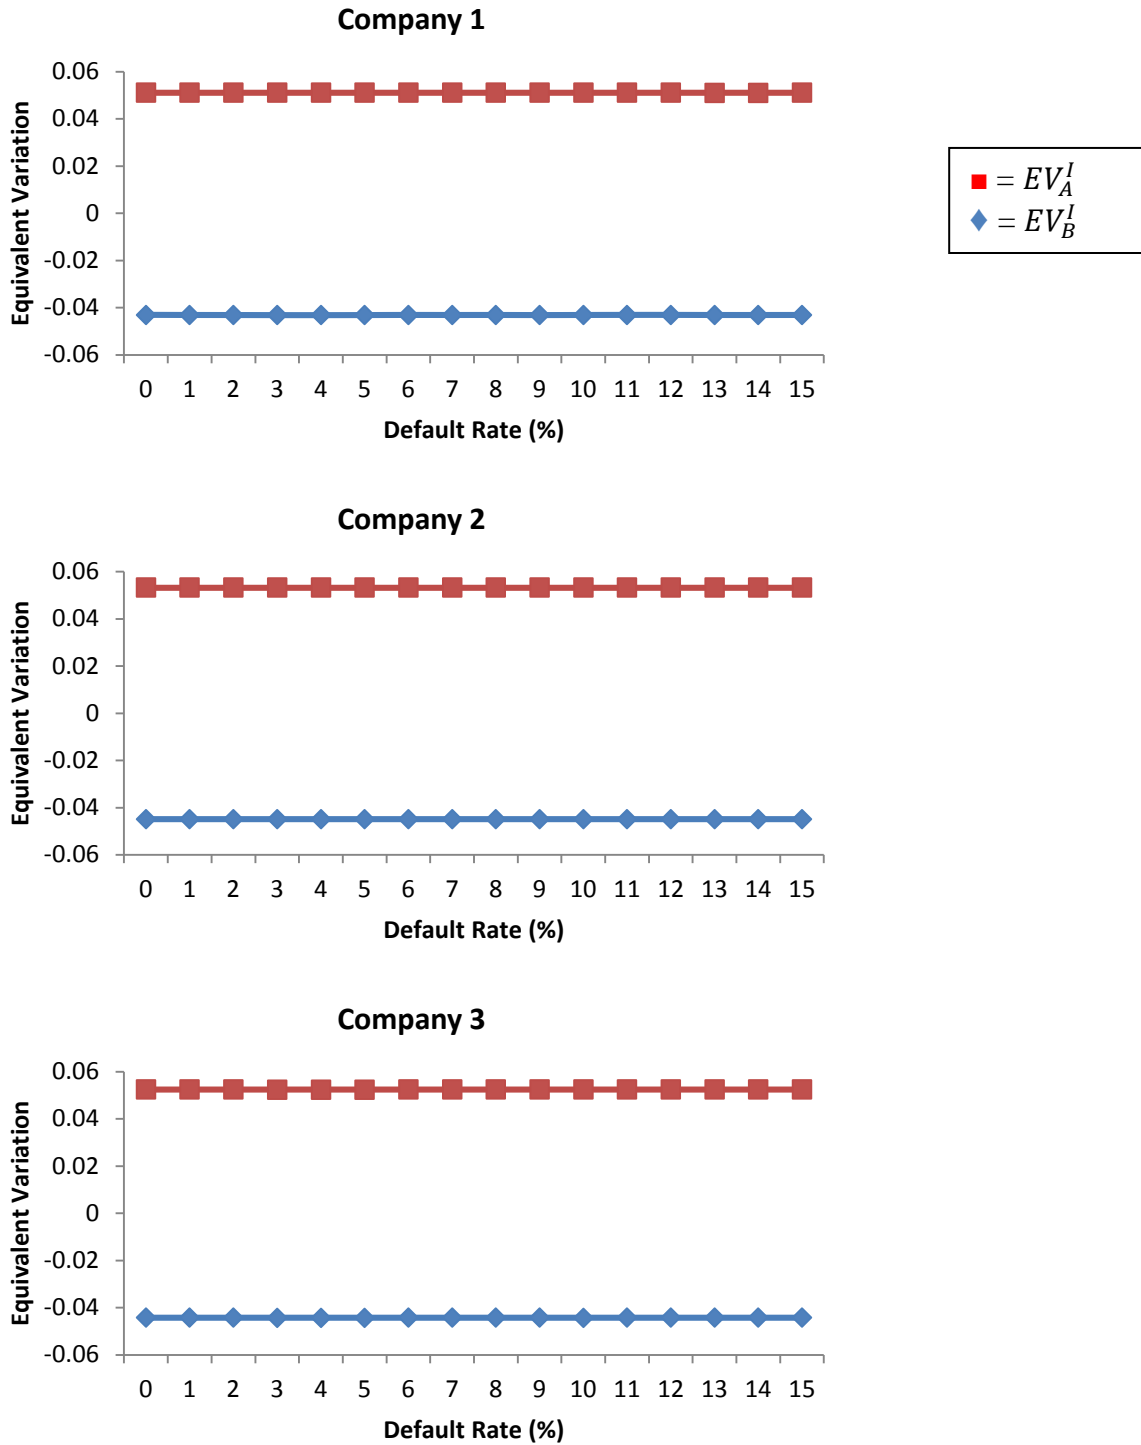 Company 1
Equivalent Variation
0.06
0.04
0.02
0
-0.02
-0.04
-0.06
0 1 2 3 4 5 6 7 8 9 10 11 12 13 14 15
Default Rate (%)
= EV_A^I
= EV_B^I
Company 2
Equivalent Variation
0.06
0.04
0.02
0
-0.02
-0.04
-0.06
0 1 2 3 4 5 6 7 8 9 10 11 12 13 14 15
Default Rate (%)
Company 3
Equivalent Variation
0.06
0.04
0.02
0
-0.02
-0.04
-0.06
0 1 2 3 4 5 6 7 8 9 10 11 12 13 14 15
Default Rate (%)